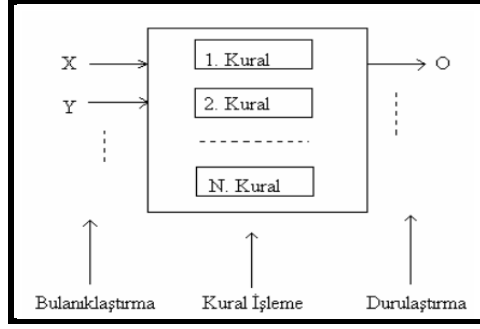 X
1. Kural
O
Y
2. Kural
N. Kural
Bulanıklaştırma
Kural İşleme
Durulaştırma